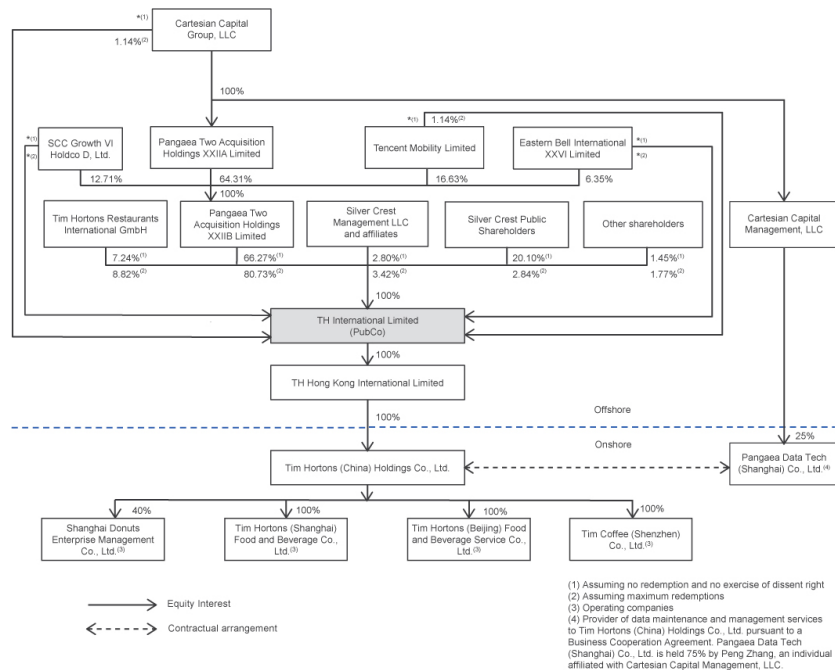 Cartesian Capital
Group, LLC
*(1)
1.14%(2)
100%
*(1)
*(2)
SCC Growth VI
Holdco D, Ltd.
Pangaea Two Acquisition
Holdings XXIIA Limited
*(1)
1.14%(2)
Tencent Mobility Limited
Eastern Bell International
XXVI Limited
*(1)
*(2)
12.71%
64.31%
16.63%
6.35%
100%
Tim Hortons Restaurants
International GmbH
Pangaea Two
Acquisition Holdings
XXIIB Limited
Silver Crest
Management LLC
and affiliates
Silver Crest Public
Shareholders
Other shareholders
Cartesian Capital
Management, LLC
7.24%(1)
66.27%(1)
2.80%(1)
20.10%(1)
1.45%(1)
8.82%(2)
80.73%(2)
3.42%(2)
2.84%(2)
1.77%(2)
100%
TH International Limited
(PubCo)
100%
TH Hong Kong International Limited
100%
Offshore
Onshore
25%
Tim Hortons (China) Holdings Co., Ltd.
Pangaea Data Tech
(Shanghai) Co., Ltd.(4)
40%
100%
100%
100%
Shanghai Donuts
Enterprise Management
Co., Ltd.(3)
Tim Hortons (Shanghai)
Food and Beverage Co.,
Ltd.(3)
Tim Hortons (Beijing) Food
and Beverage Service Co.,
Ltd.(3)
Tim Coffee (Shenzhen)
Co., Ltd.(3)
Equity Interest
Contractual arrangement
(1) Assuming no redemption and no exercise of dissent right
(2) Assuming maximum redemptions
(3) Operating companies
(4) Provider of data maintenance and management services
to Tim Hortons (China) Holdings Co., Ltd. pursuant to a
Business Cooperation Agreement. Pangaea Data Tech
(Shanghai) Co., Ltd. is held 75% by Peng Zhang, an individual
affiliated with Cartesian Capital Management, LLC.